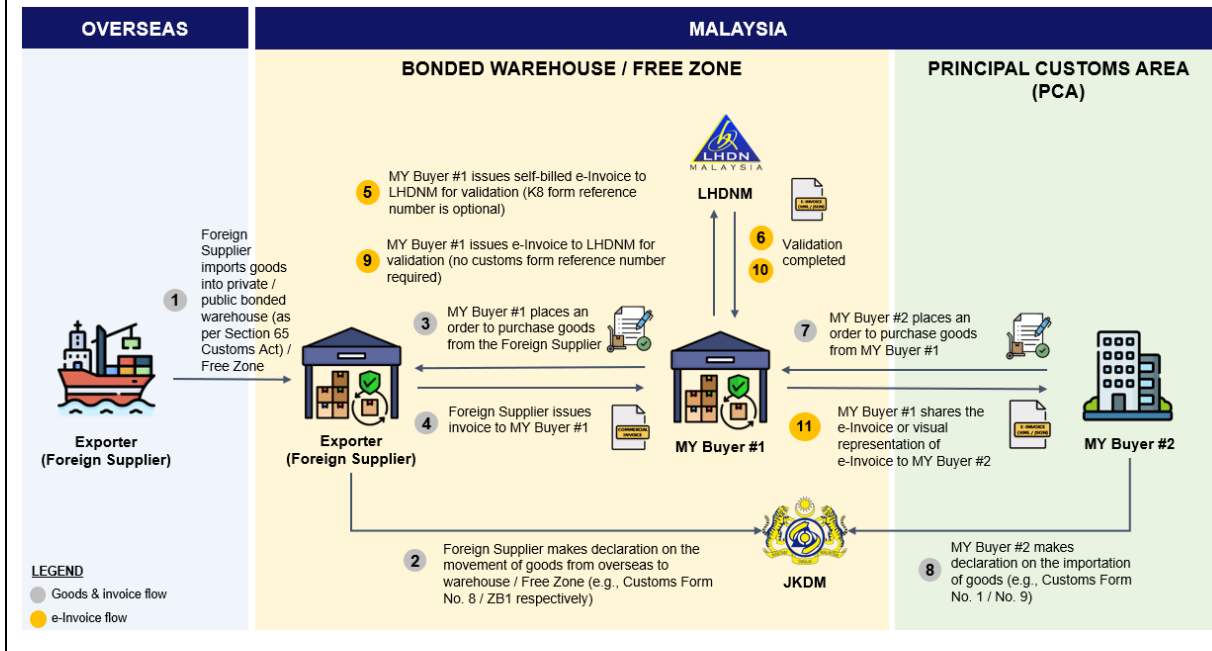 OVERSEAS
MALAYSIA
BONDED WAREHOUSE / FREE ZONE
PRINCIPAL CUSTOMS AREA
(PCA)
LHDN
MALAYSIA
LHDNM
5
MY Buyer #1 issues self-billed e-Invoice to
LHDNM for validation (K8 form reference
number is optional)
9
MY Buyer #1 issues e-Invoice to LHDNM for
validation (no customs form reference number
required)
E-INVOICE
(XML / JSON)
6
10
Validation
completed
1
Foreign
Supplier
imports goods
into private /
public bonded
warehouse (as
per Section 65
Customs Act) /
Free Zone
3
MY Buyer #1 places an
order to purchase goods
from the Foreign Supplier
7
MY Buyer #2 places an
order to purchase goods
from MY Buyer #1
4
Foreign Supplier issues
invoice to MY Buyer #1
COMMERCIAL
INVOICE
11
MY Buyer #1 shares the
e-Invoice or visual
representation of
e-Invoice to MY Buyer #2
E-INVOICE
(XML / JSON)
Exporter
(Foreign Supplier)
Exporter
(Foreign Supplier)
MY Buyer #1
MY Buyer #2
2
Foreign Supplier makes declaration on the
movement of goods from overseas to
warehouse / Free Zone (e.g., Customs Form
No. 8 / ZB1 respectively)
JKDM
8
MY Buyer #2 makes
declaration on the importation
of goods (e.g., Customs Form
No. 1 / No. 9)
LEGEND
Goods & invoice flow
e-Invoice flow